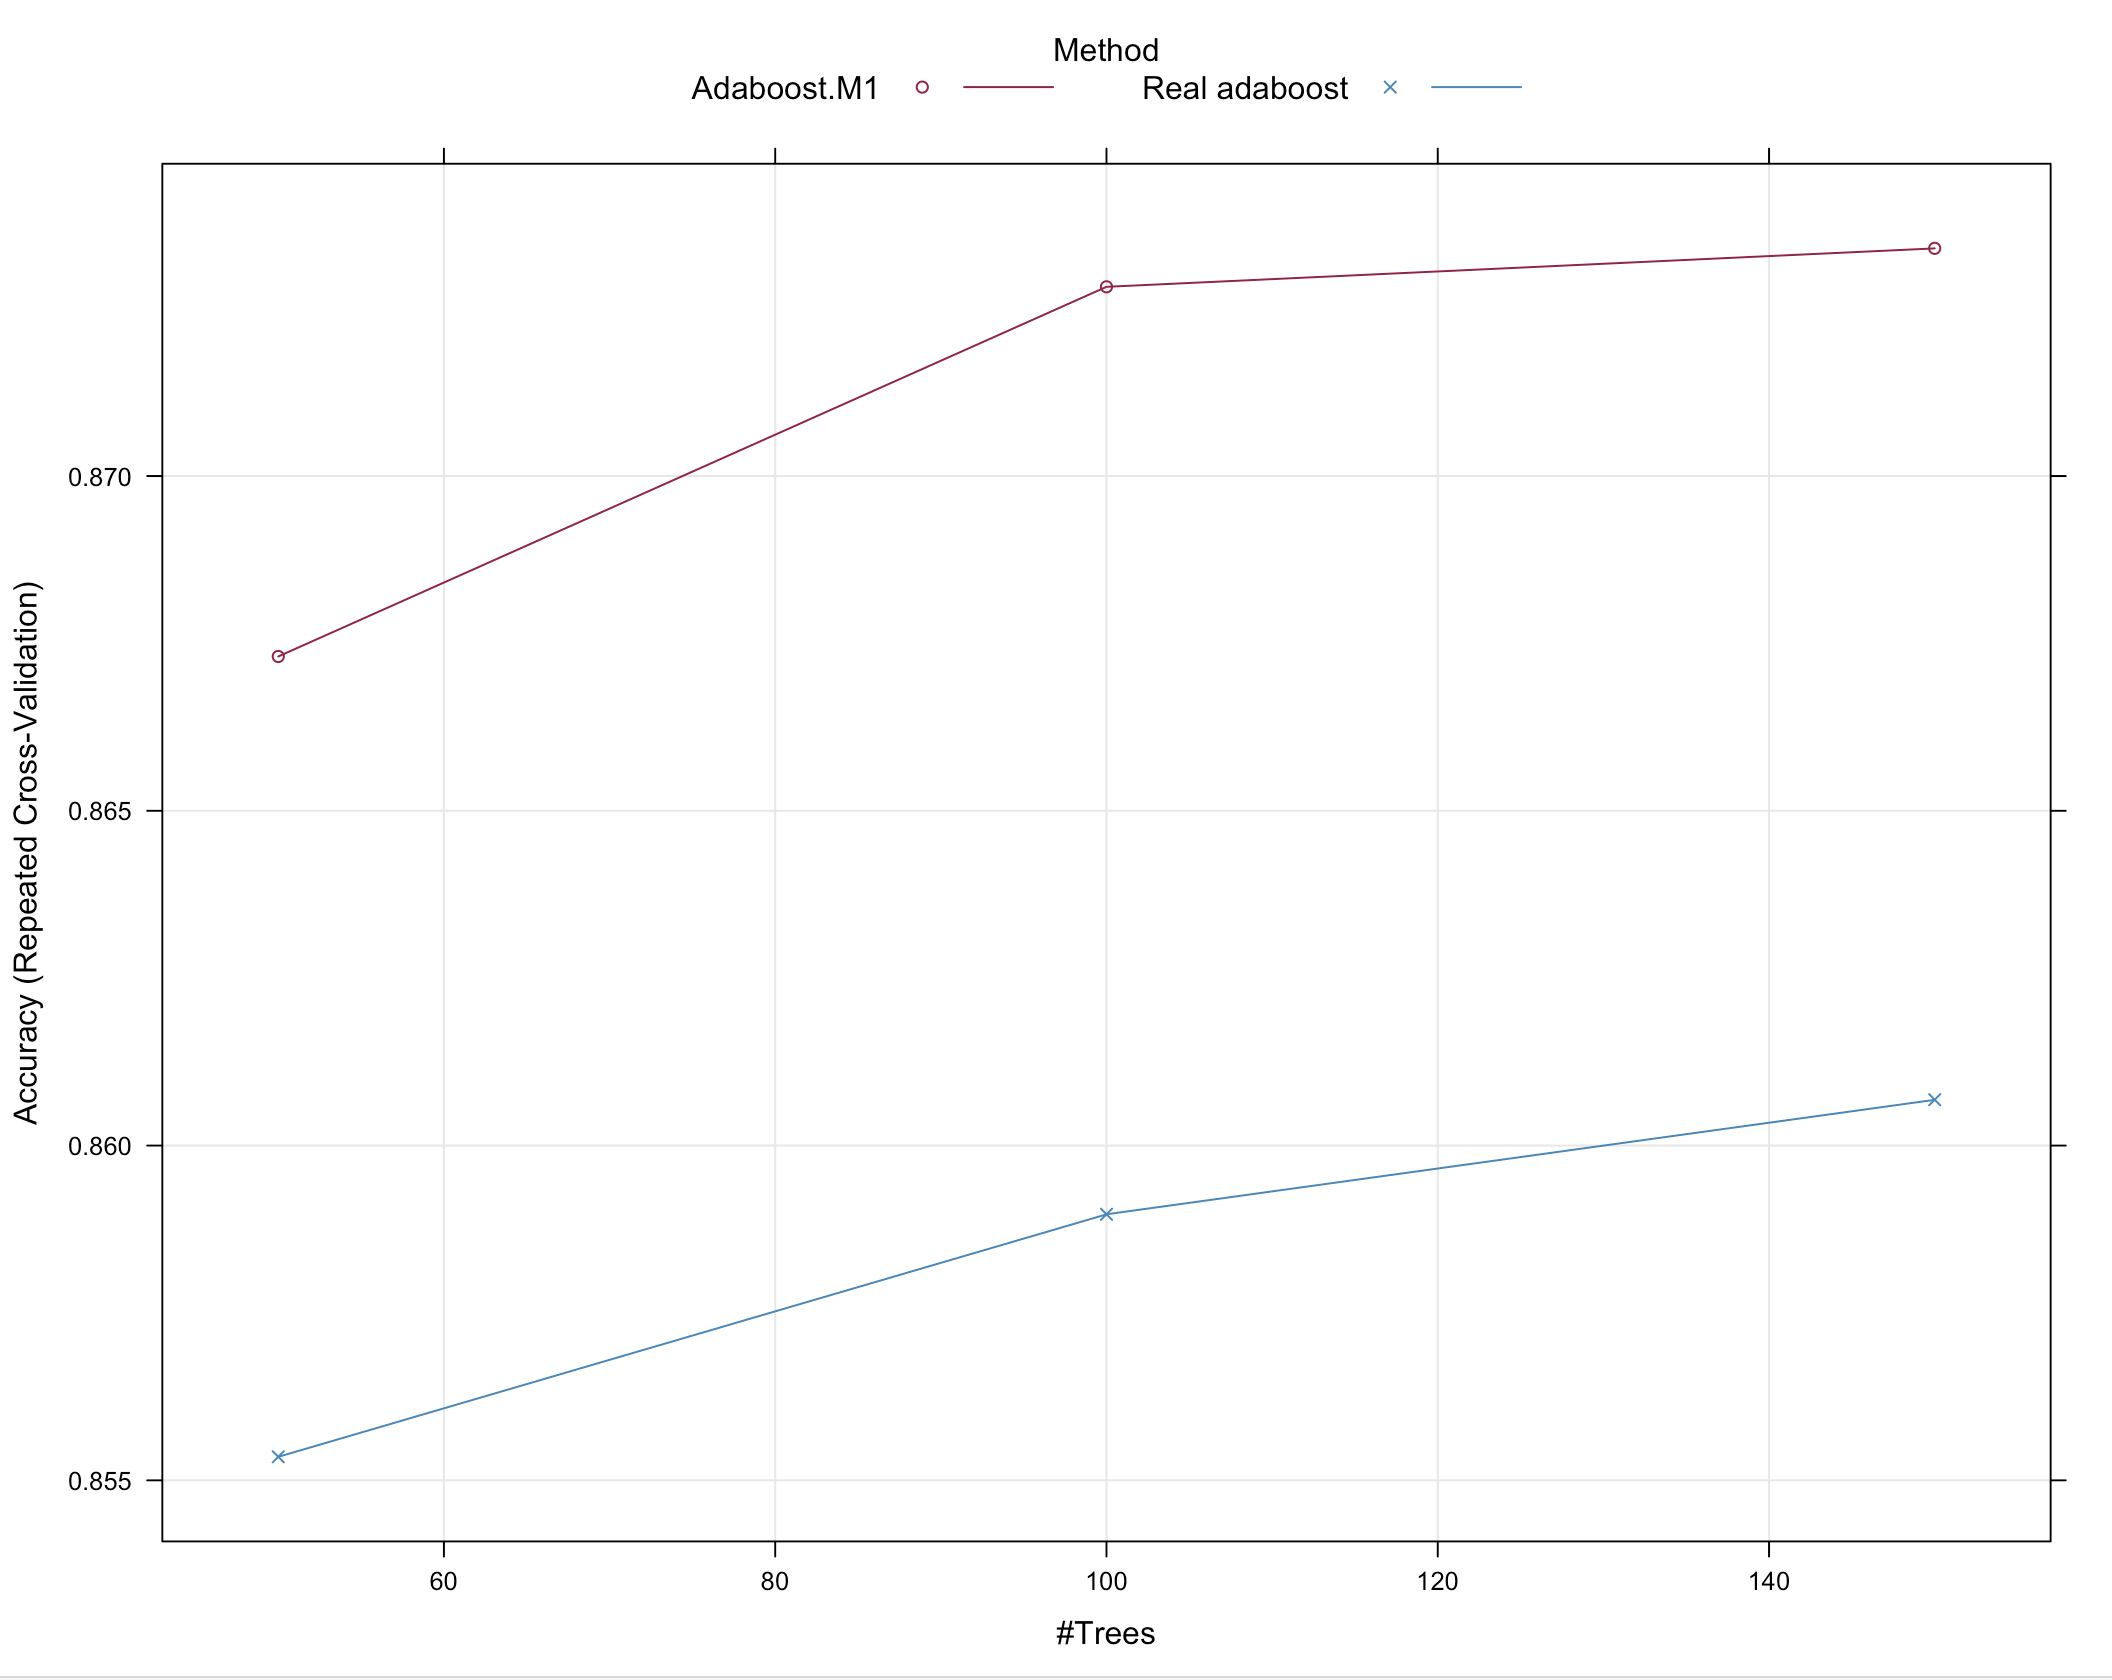 Method
Adaboost.M1 Real adaboost
0.870
0.865
0.860
0.855
Accuracy (Repeated Cross-Validation)
60 80 100 120 140
#Trees